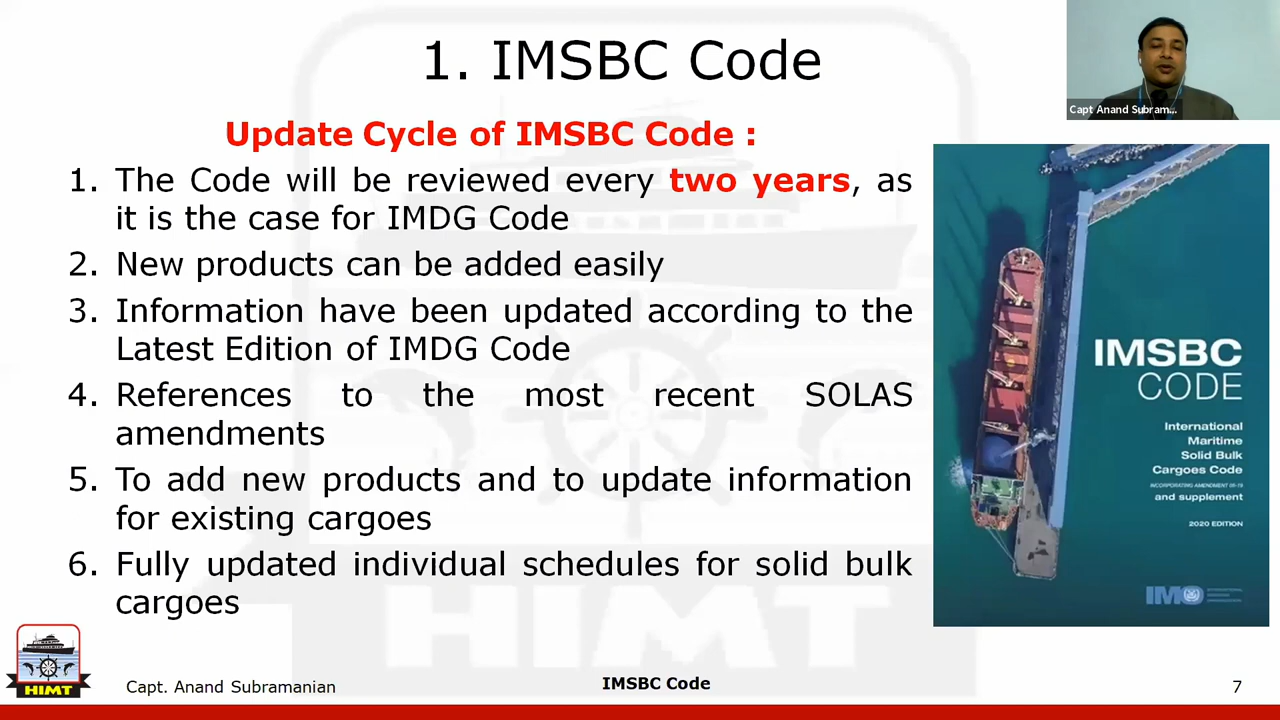 1. IMSBC Code
Capt Anand Subram...
Update Cycle of IMSBC Code :
1. The Code will be reviewed every two years, as
it is the case for IMDG Code
2. New products can be added easily
3. Information have been updated according to the
Latest Edition of IMDG Code
4. References to the most recent SOLAS
amendments
5. To add new products and to update information
for existing cargoes
6. Fully updated individual schedules for solid bulk
cargoes
IMSBC
CODE
International
Maritime
Solid Bulk
Cargoes Code
INCORPORATING AMENDMENT 05-19
and supplement
2020 EDITION
IMO
HIMT
HIMT
Capt. Anand Subramanian
IMSBC Code
7